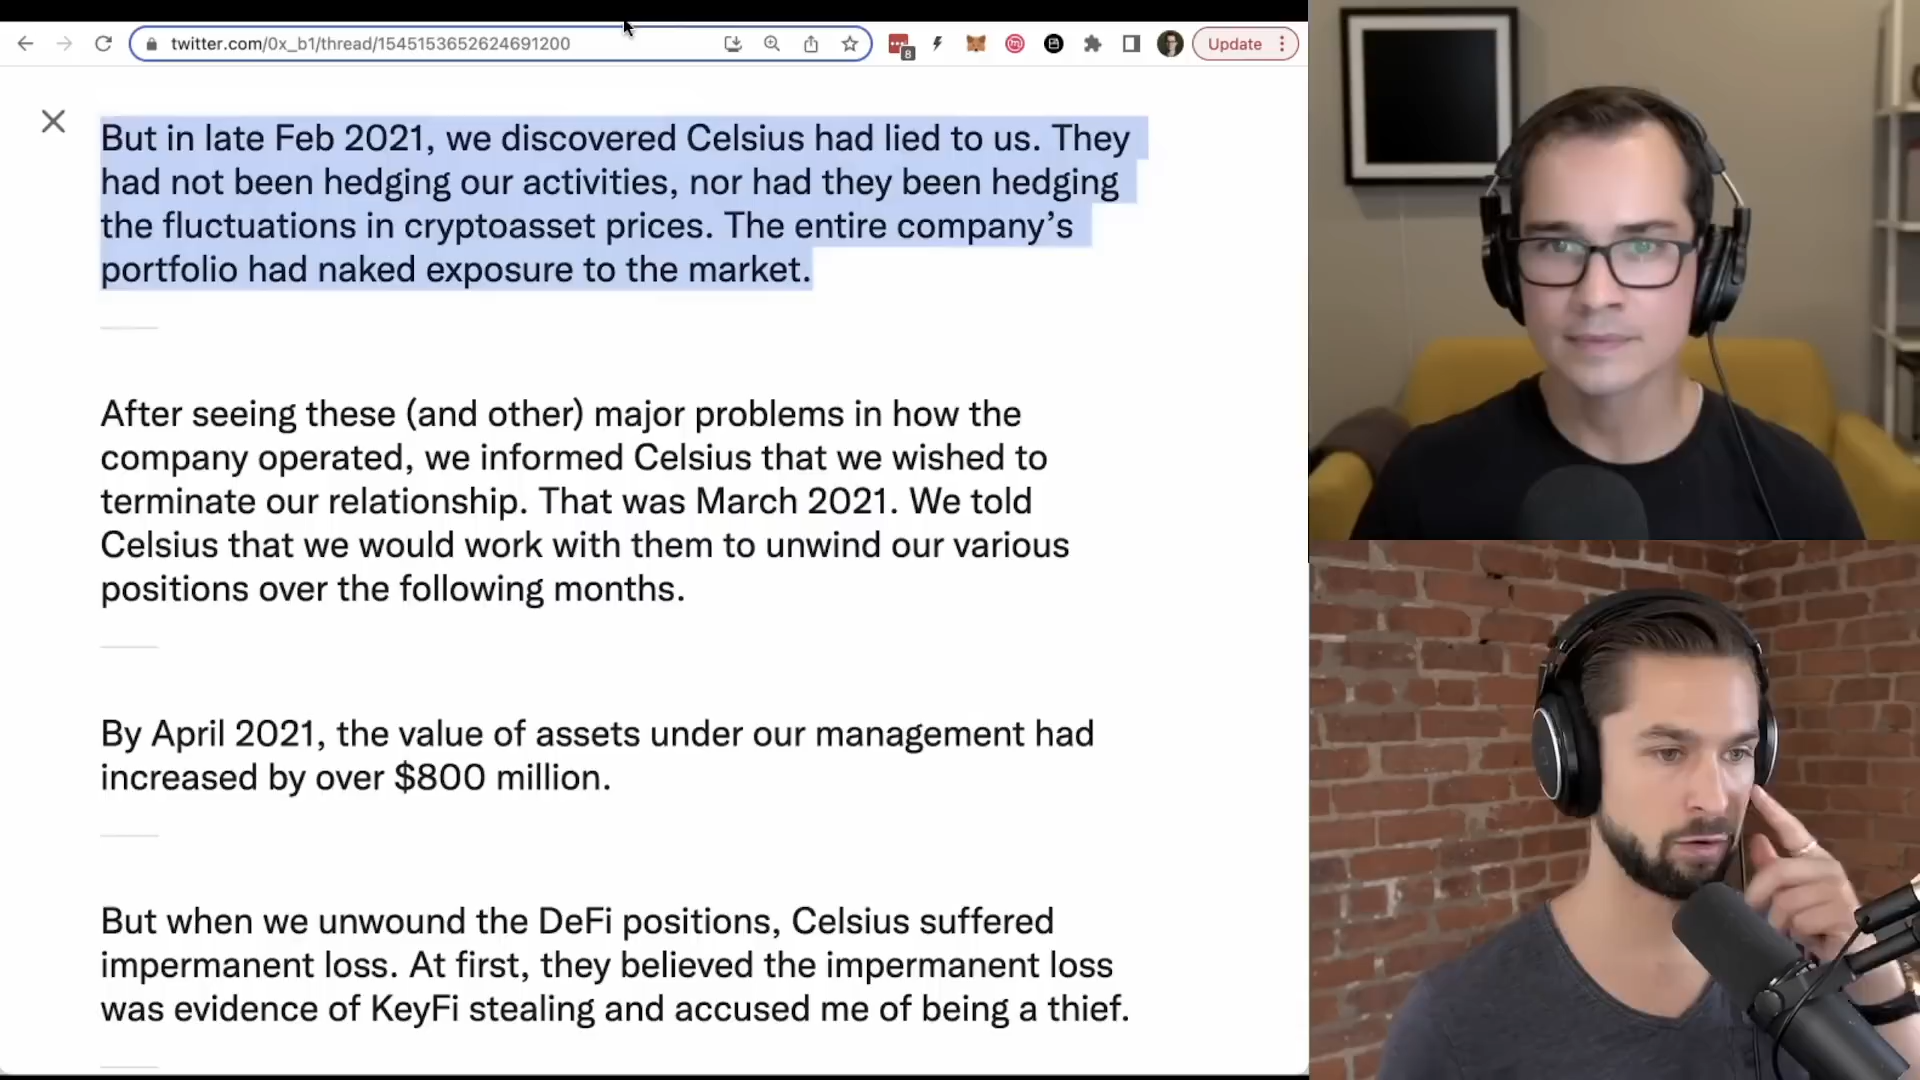 twitter.com/0x_b1/thread/1545153652624691200
8
Update
But in late Feb 2021, we discovered Celsius had lied to us. They
had not been hedging our activities, nor had they been hedging
the fluctuations in cryptoasset prices. The entire company’s
portfolio had naked exposure to the market.
After seeing these (and other) major problems in how the
company operated, we informed Celsius that we wished to
terminate our relationship. That was March 2021. We told
Celsius that we would work with them to unwind our various
positions over the following months.
By April 2021, the value of assets under our management had
increased by over $800 million.
But when we unwound the DeFi positions, Celsius suffered
impermanent loss. At first, they believed the impermanent loss
was evidence of KeyFi stealing and accused me of being a thief.